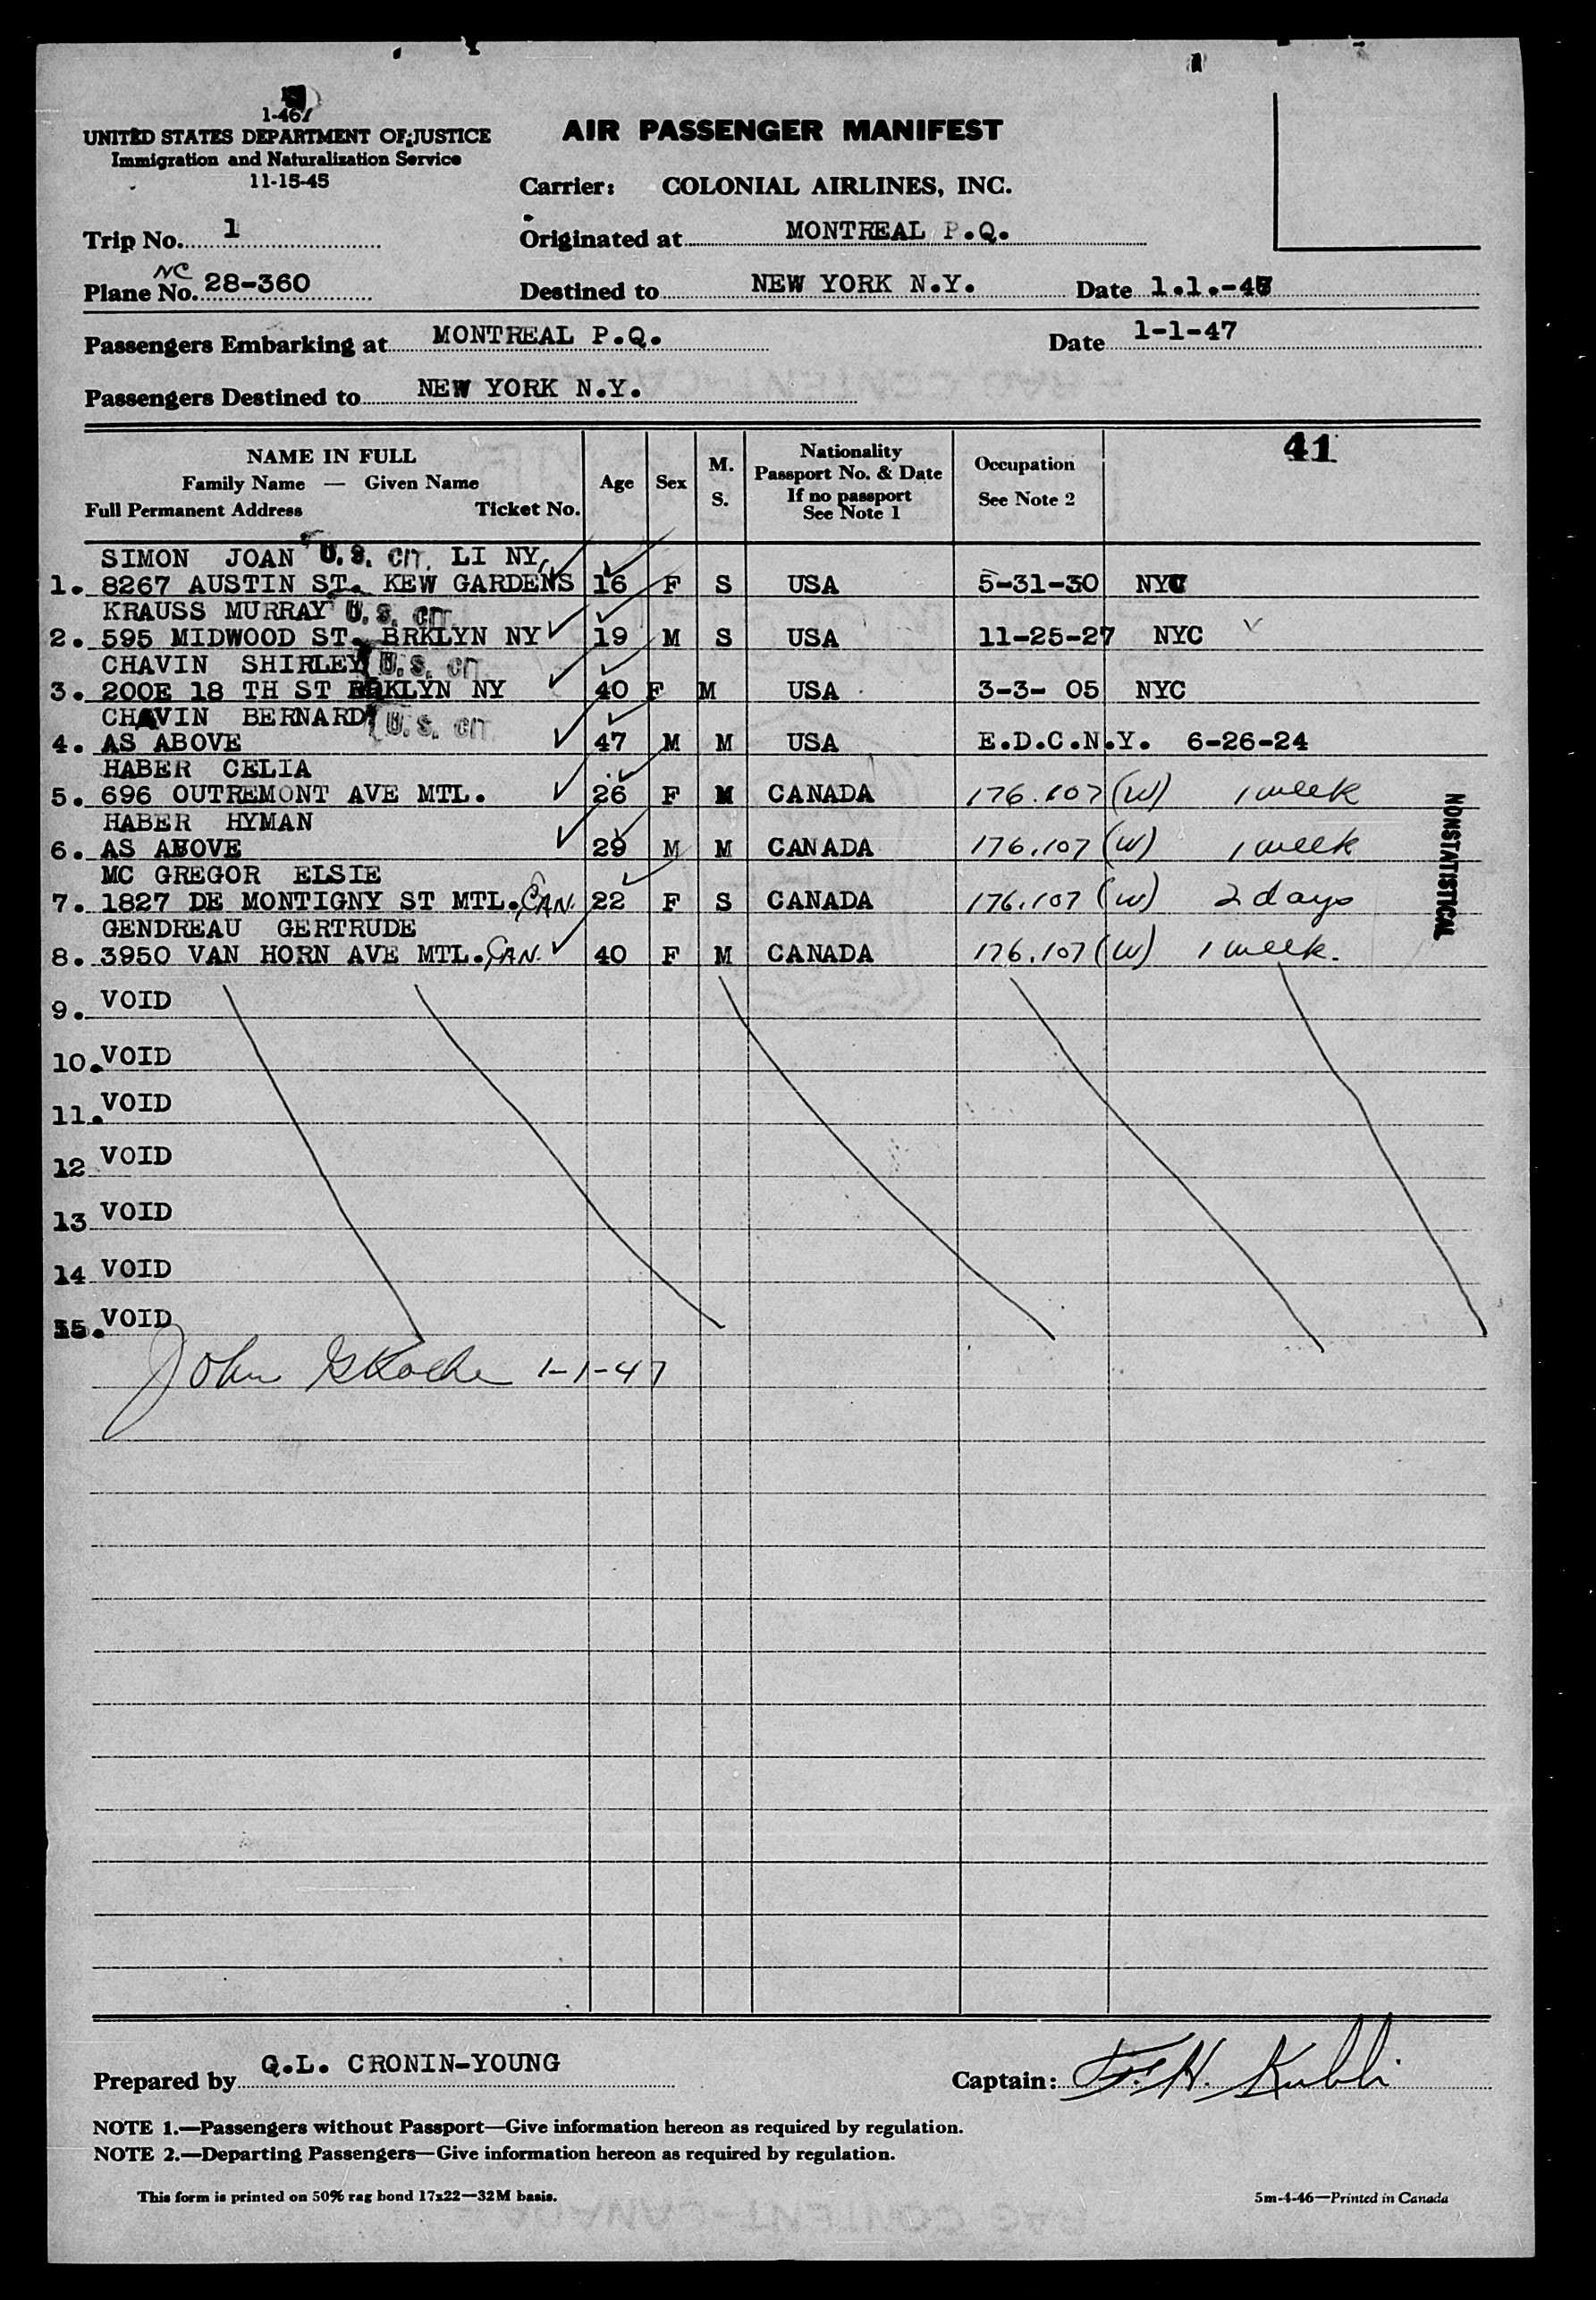 1-467
UNITED STATES DEPARTMENT OF JUSTICE
Immigration and Naturalization Service
11-15-45
AIR PASSENGER MANIFEST
Carrier: COLONIAL AIRLINES, INC.
Trip No. 1
Originated at MONTREAL P.Q.
Plane No. NC 28-360
Destined to NEW YORK N.Y. Date 1.1.-47
Passengers Embarking at MONTREAL P.Q. Date 1-1-47
Passengers Destined to NEW YORK N.Y.
NAME IN FULL
Family Name — Given Name
Full Permanent Address Ticket No.
Age
Sex
M.
S.
Nationality
Passport No. & Date
If no passport
See Note 1
Occupation
See Note 2
41
SIMON JOAN U.S. CIT. LI NY,
1. 8267 AUSTIN ST. KEW GARDENS 16 F S USA 5-31-30 NYC
KRAUSS MURRAY U.S. CIT.
2. 595 MIDWOOD ST. BRKLYN NY 19 M S USA 11-25-27 NYC
CHAVIN SHIRLEY U.S. CIT.
3. 200E 18 TH ST BRKLYN NY 40 F M USA 3-3- 05 NYC
CHAVIN BERNARD U.S. CIT.
4. AS ABOVE 47 M M USA E.D.C.N.Y. 6-26-24
HABER CELIA
5. 696 OUTREMONT AVE MTL. 26 F M CANADA 176.107 (W) 1 week
HABER HYMAN
6. AS ABOVE 29 M M CANADA 176.107 (W) 1 week
MC GREGOR ELSIE
7. 1827 DE MONTIGNY ST MTL. CAN. 22 F S CANADA 176.107 (W) 2 days
GENDREAU GERTRUDE
8. 3950 VAN HORN AVE MTL. CAN. 40 F M CANADA 176.107 (W) 1 week.
NONSTATISTICAL
9. VOID
10. VOID
11. VOID
12 VOID
13 VOID
14 VOID
15. VOID
John 1-1-47
Prepared by Q.L. CRONIN-YOUNG
Captain: F.H.
NOTE 1.—Passengers without Passport—Give information hereon as required by regulation.
NOTE 2.—Departing Passengers—Give information hereon as required by regulation.
This form is printed on 50% rag bond 17x22—32M basis.
5m-4-46—Printed in Canada